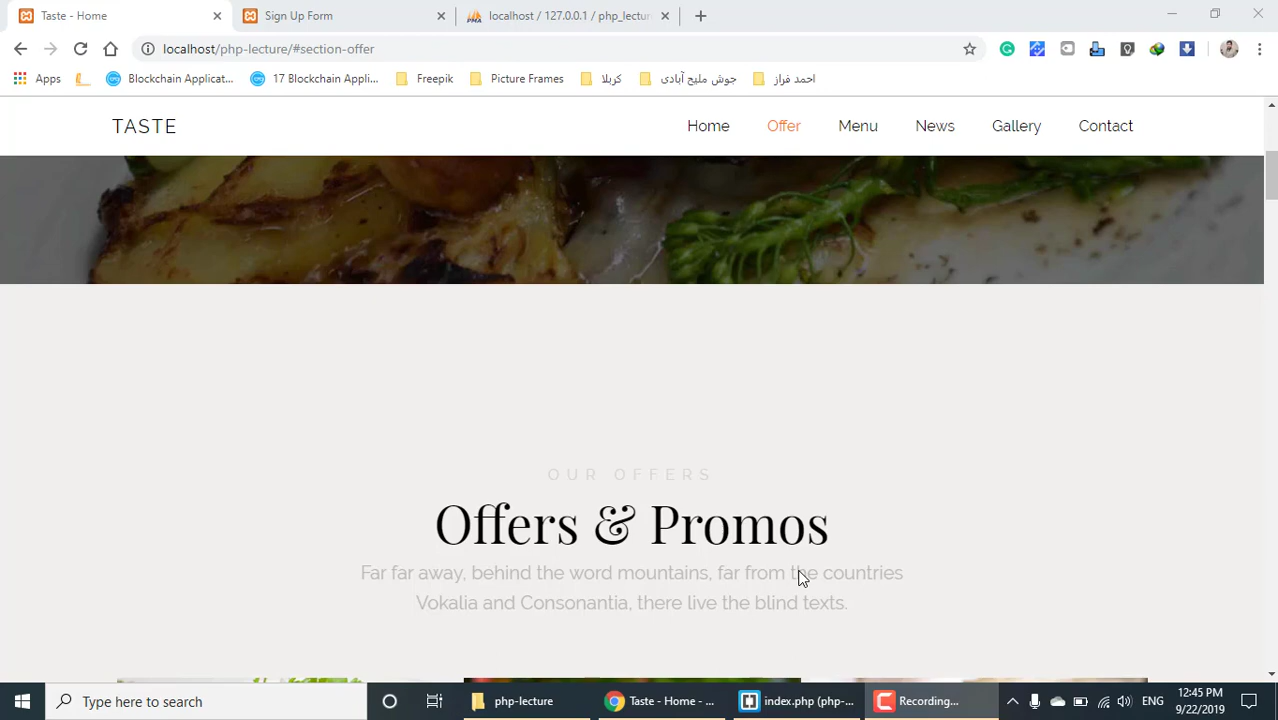 Taste - Home
Sign Up Form
localhost / 127.0.0.1 / php_lectur
localhost/php-lecture/#section-offer
Apps
Blockchain Applicat...
17 Blockchain Appli...
Freepik
Picture Frames
کربلا
جوش ملیح آبادی
احمد فراز
TASTE
Home
Offer
Menu
News
Gallery
Contact
OUR OFFERS
Offers & Promos
Far far away, behind the word mountains, far from the countries
Vokalia and Consonantia, there live the blind texts.
Type here to search
php-lecture
Taste - Home - ...
index.php (php-...
Recording...
ENG
12:45 PM
9/22/2019